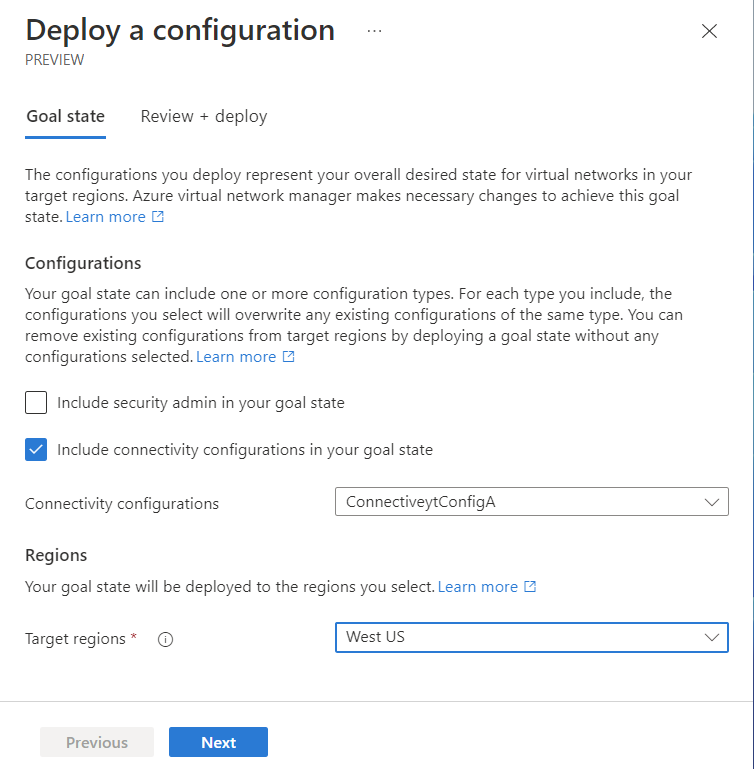 Deploy a configuration ...
PREVIEW
Goal state Review + deploy
The configurations you deploy represent your overall desired state for virtual networks in your
target regions. Azure virtual network manager makes necessary changes to achieve this goal
state. Learn more
Configurations
Your goal state can include one or more configuration types. For each type you include, the
configurations you select will overwrite any existing configurations of the same type. You can
remove existing configurations from target regions by deploying a goal state without any
configurations selected. Learn more
Include security admin in your goal state
Include connectivity configurations in your goal state
Connectivity configurations ConnectiveytConfigA
Regions
Your goal state will be deployed to the regions you select. Learn more
Target regions * West US
Previous Next